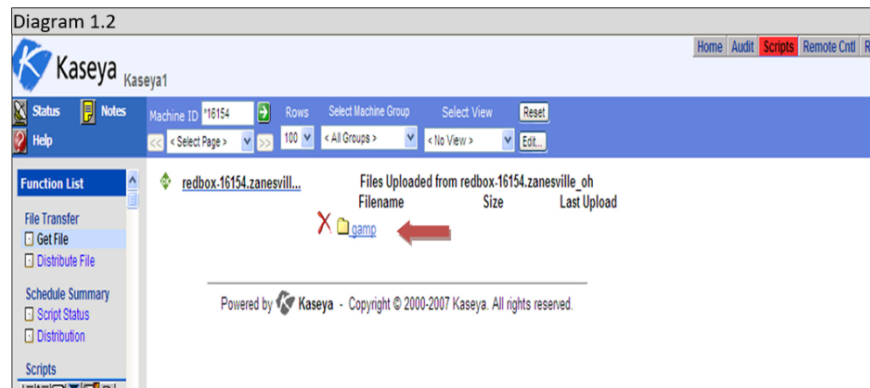 Diagram 1.2
Home Audit Scripts Remote Cntl
Kaseya Kaseya1
Status Notes
Help
Machine ID *16154 Rows Select Machine Group Select View Reset
<< < Select Page > >> 100 < All Groups > < No View > Edit...
Function List
File Transfer
Get File
Distribute File
Schedule Summary
Script Status
Distribution
Scripts
redbox-16154.zanesvill...
Files Uploaded from redbox-16154.zanesville_oh
Filename Size Last Upload
gamp
Powered by Kaseya - Copyright © 2000-2007 Kaseya. All rights reserved.